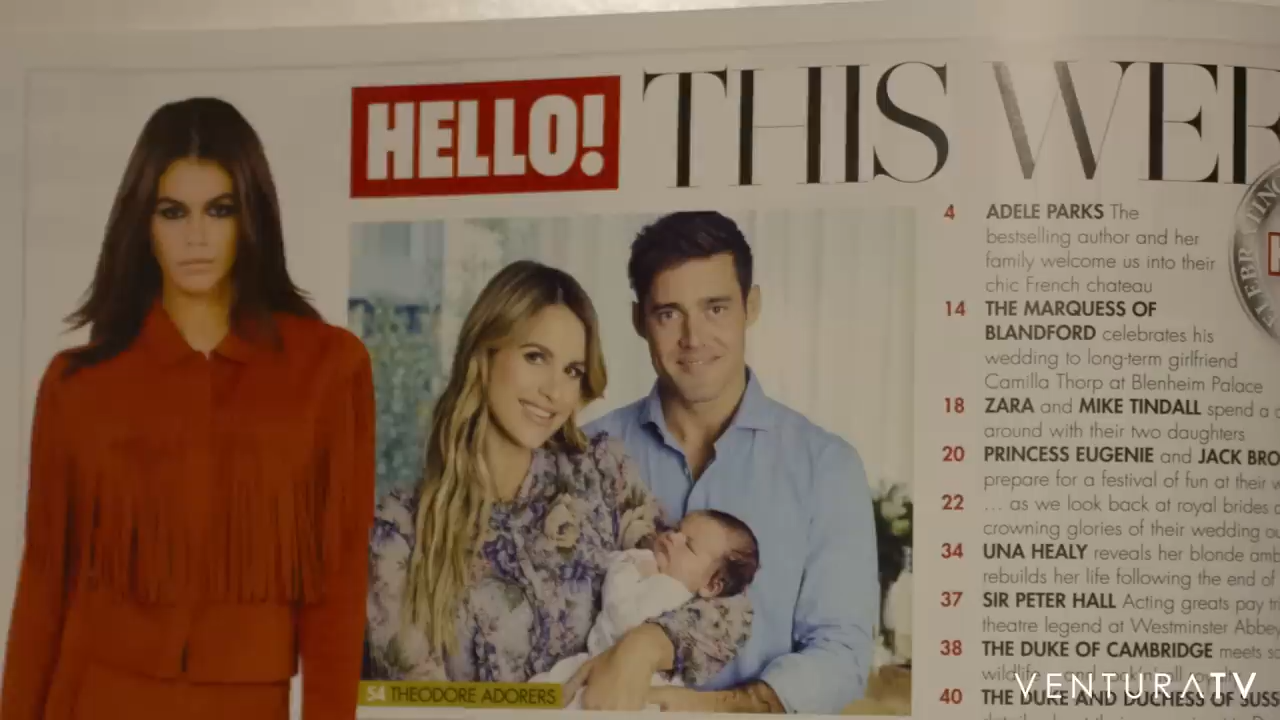 HELLO! THIS WEE
4 ADELE PARKS The
bestselling author and her
family welcome us into their
chic French chateau
14 THE MARQUESS OF
BLANDFORD celebrates his
wedding to long-term girlfriend
Camilla Thorp at Blenheim Palace
18 ZARA and MIKE TINDALL spend a
around with their two daughters
20 PRINCESS EUGENIE and JACK BRO
prepare for a festival of fun at their
22 ... as we look back at royal brides
crowning glories of their wedding
34 UNA HEALY reveals her blonde amb
rebuilds her life following the end of
37 SIR PETER HALL Acting greats pay
theatre legend at Westminster Abbey
38 THE DUKE OF CAMBRIDGE meets
40 THE DUKE AND DUCHESS OF SUSS
54 THEODORE ADORERS
VENTURATV